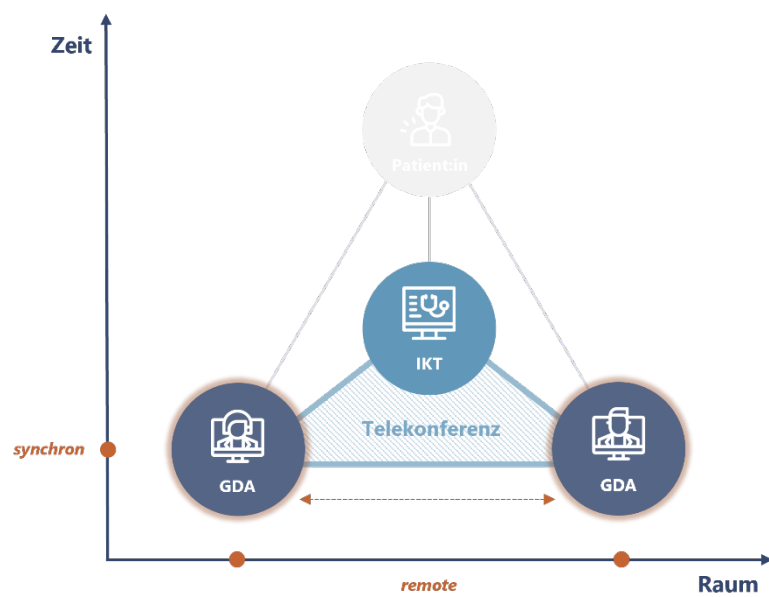 Zeit
Patient:in
IKT
Telekonferenz
synchron
GDA
GDA
remote
Raum